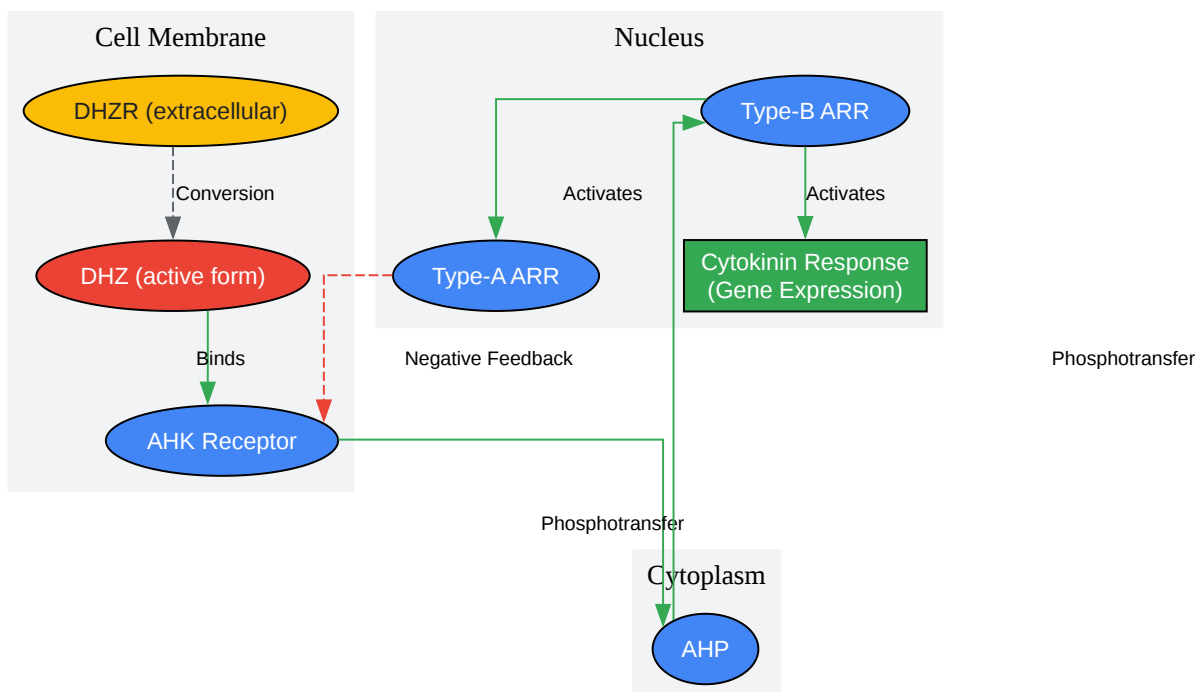 Cell Membrane
Nucleus
DHZR (extracellular)
Type-B ARR
Conversion
Activates
Activates
DHZ (active form)
Type-A ARR
Cytokinin Response
(Gene Expression)
Binds
Negative Feedback
Phosphotransfer
AHK Receptor
Phosphotransfer
Cytoplasm
AHP